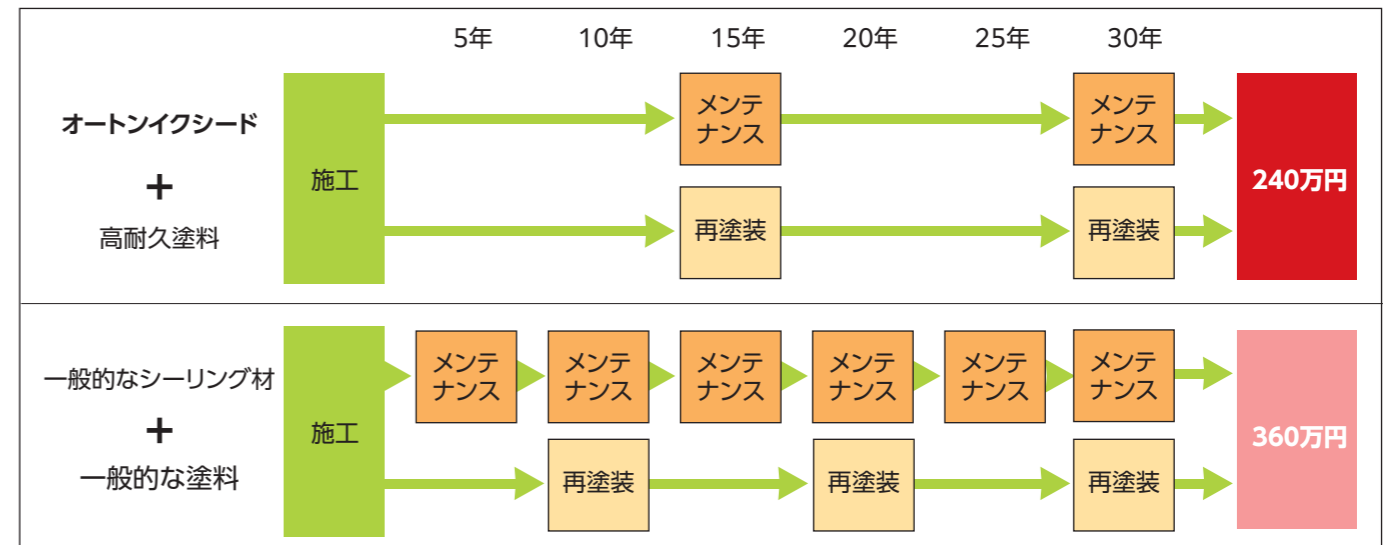 5年 10年 15年 20年 25年 30年
オートンイクシード
+
高耐久塗料
施工
メンテ
ナンス
メンテ
ナンス
再塗装
再塗装
240万円
一般的なシーリング材
+
一般的な塗料
施工
メンテ
ナンス
メンテ
ナンス
メンテ
ナンス
メンテ
ナンス
メンテ
ナンス
メンテ
ナンス
再塗装
再塗装
再塗装
360万円